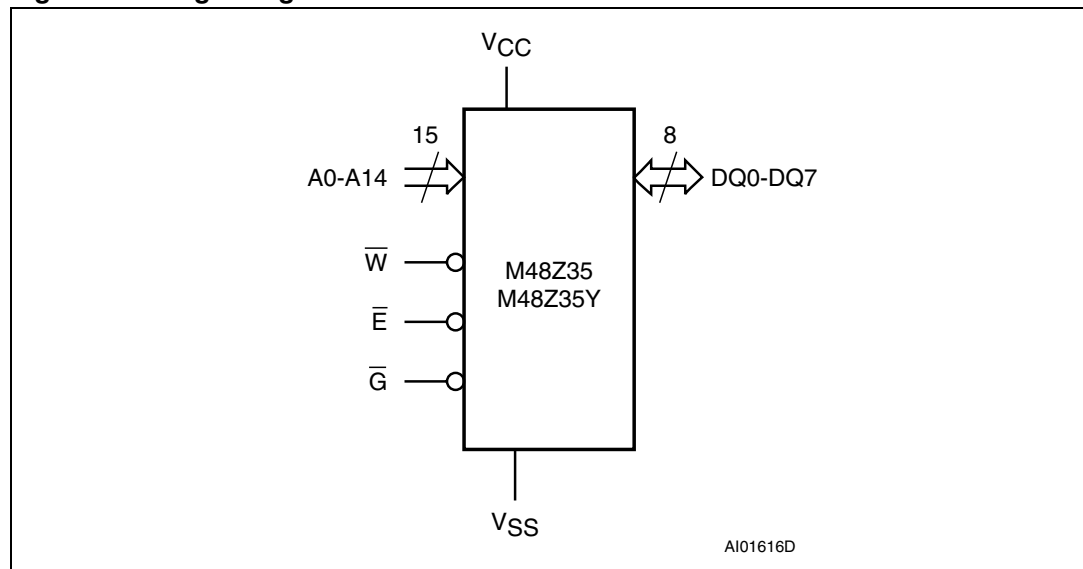 VCC
15
8
A0-A14
DQ0-DQ7
W
E
G
M48Z35
M48Z35Y
VSS
AI01616D